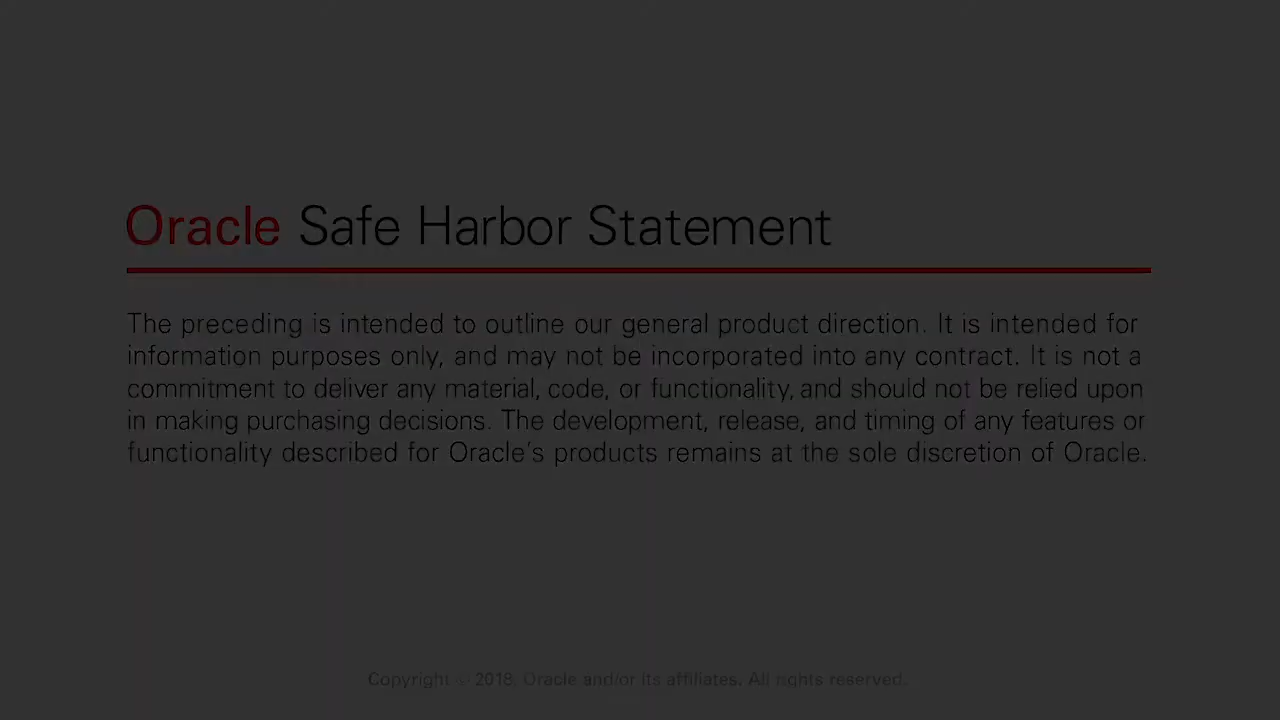 Oracle Safe Harbor Statement
The preceding is intended to outline our general product direction. It is intended for
information purposes only, and may not be incorporated into any contract. It is not a
commitment to deliver any material, code, or functionality, and should not be relied upon
in making purchasing decisions. The development, release, and timing of any features or
functionality described for Oracle's products remains at the sole discretion of Oracle.
Copyright © 2018, Oracle and/or its affiliates. All rights reserved.